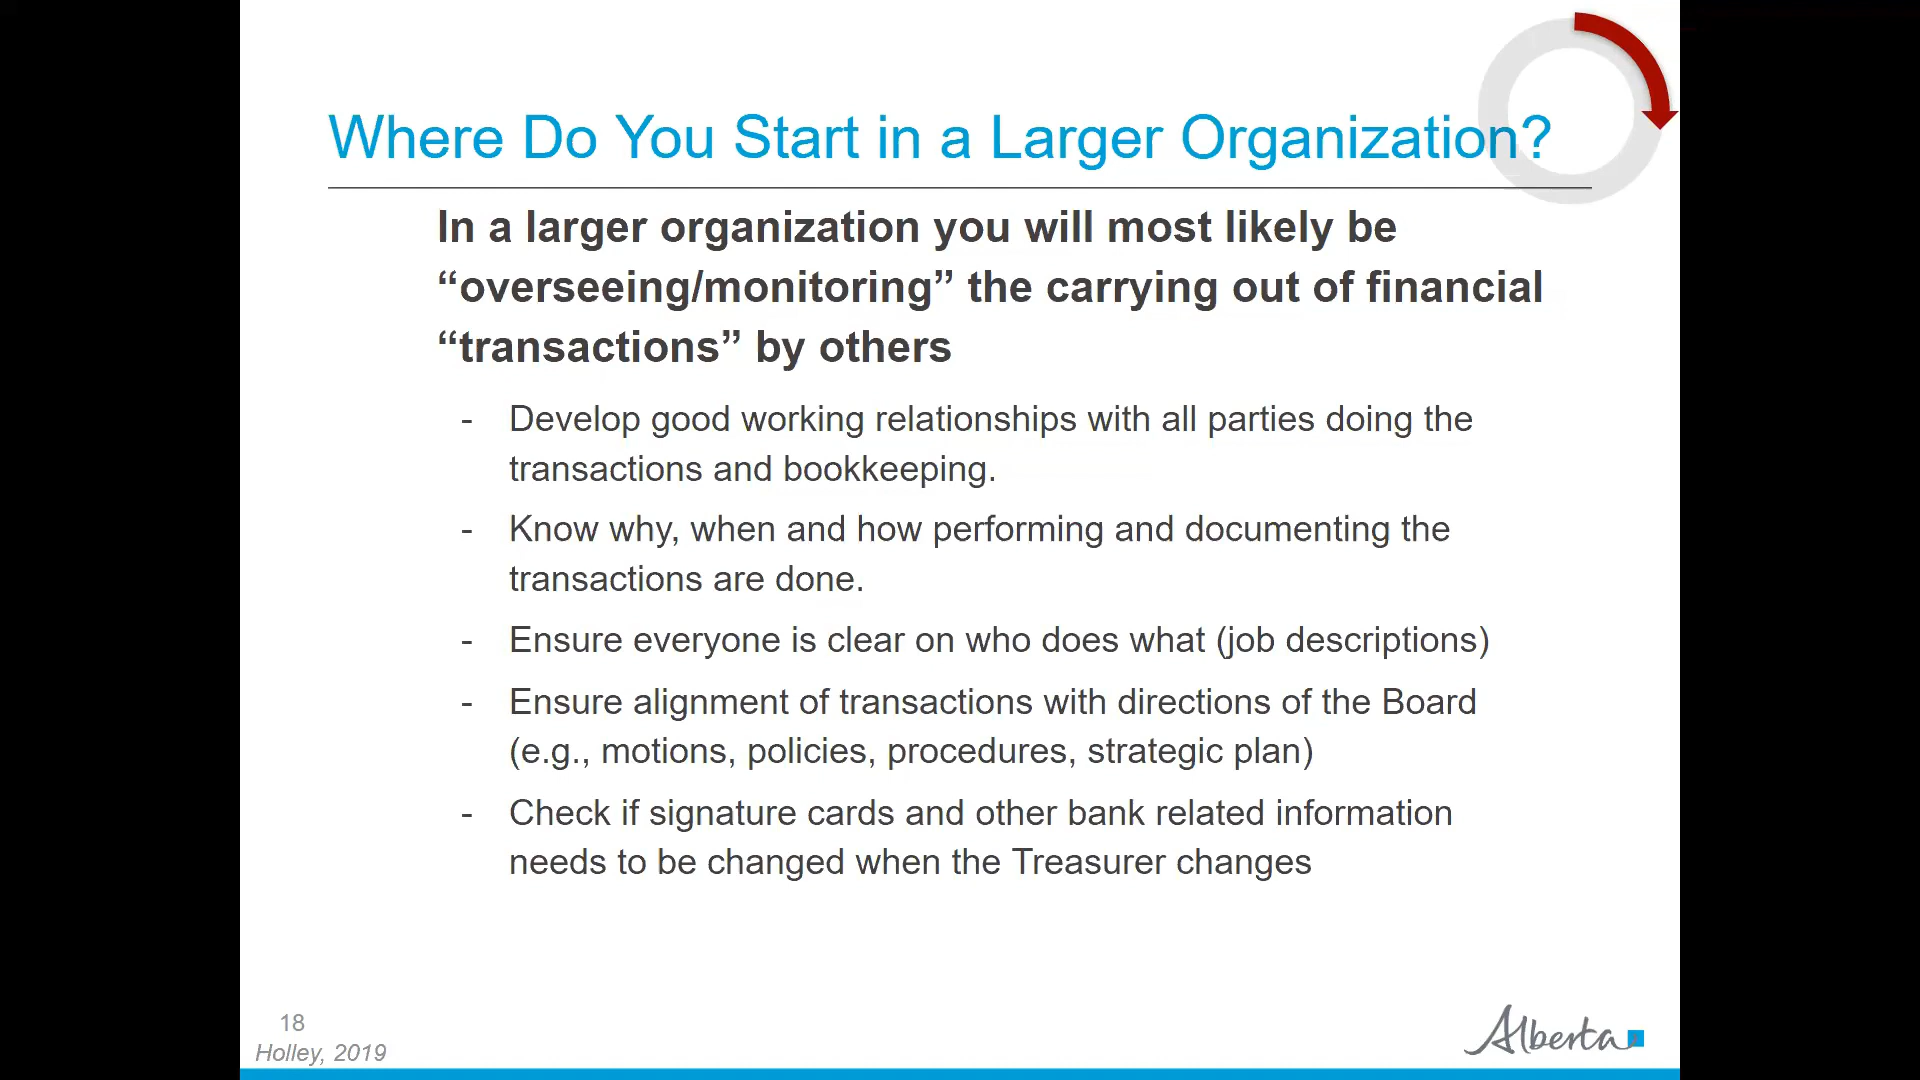 Where Do You Start in a Larger Organization?
In a larger organization you will most likely be
“overseeing/monitoring” the carrying out of financial
“transactions” by others
- Develop good working relationships with all parties doing the
transactions and bookkeeping.
- Know why, when and how performing and documenting the
transactions are done.
- Ensure everyone is clear on who does what (job descriptions)
- Ensure alignment of transactions with directions of the Board
(e.g., motions, policies, procedures, strategic plan)
- Check if signature cards and other bank related information
needs to be changed when the Treasurer changes
18
Holley, 2019
Alberta